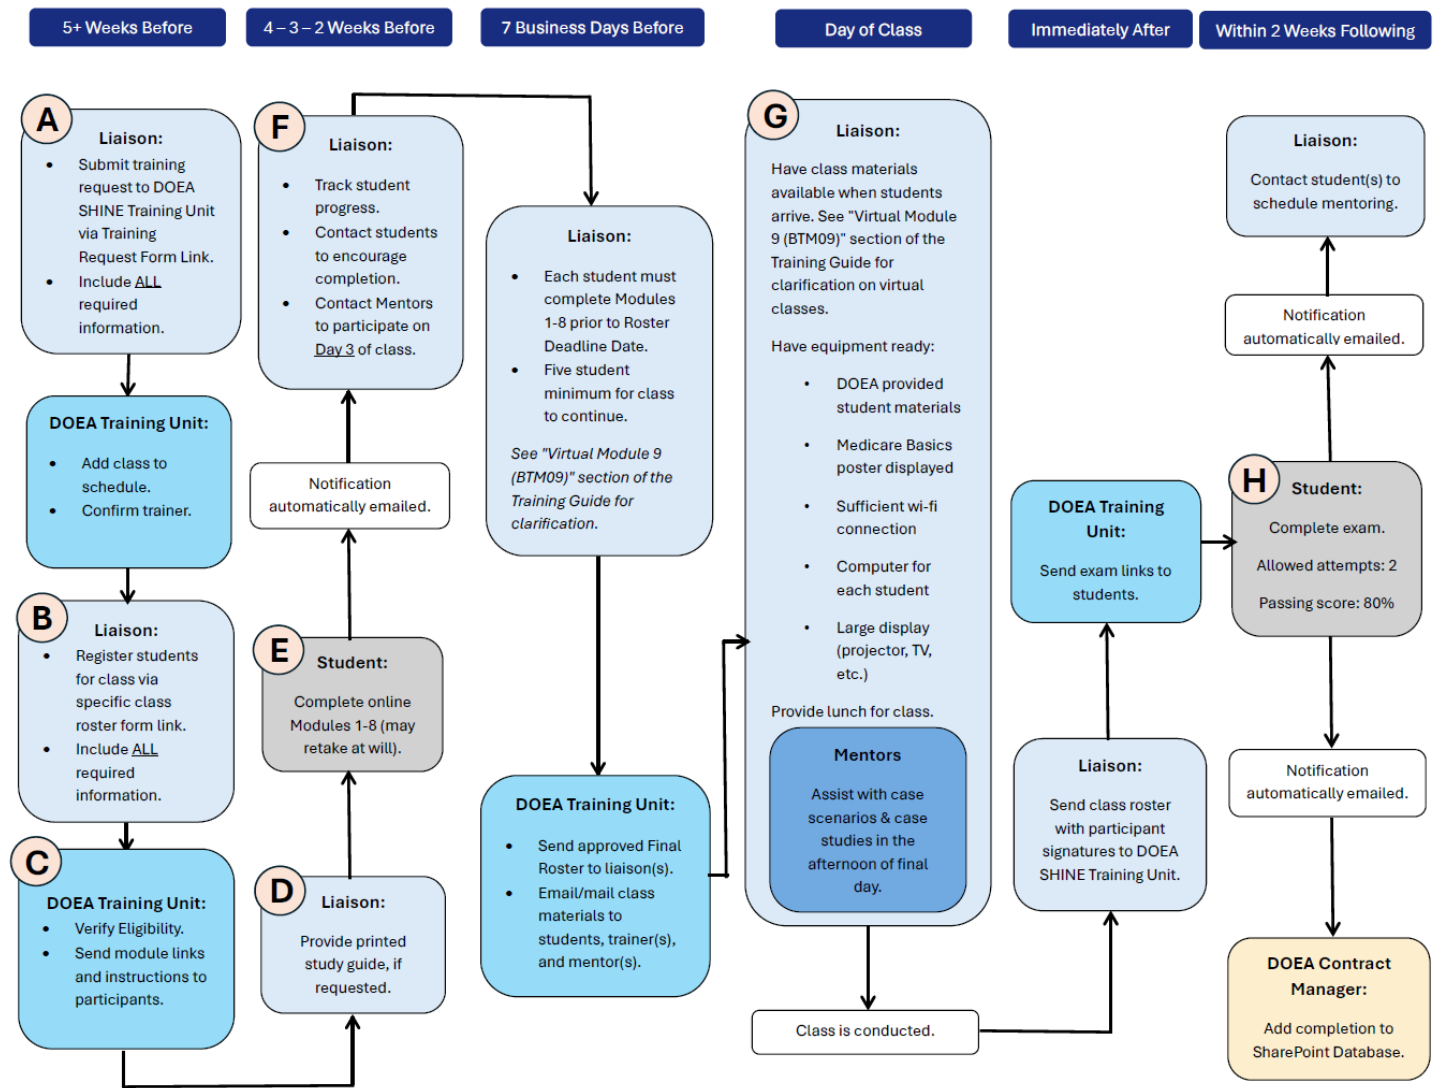 5+ Weeks Before
4 – 3 – 2 Weeks Before
7 Business Days Before
Day of Class
Immediately After
Within 2 Weeks Following
A
Liaison:
• Submit training
request to DOEA
SHINE Training Unit
via Training
Request Form Link.
• Include ALL
required
information.
DOEA Training Unit:
• Add class to
schedule.
• Confirm trainer.
B
Liaison:
• Register students
for class via
specific class
roster form link.
• Include ALL
required
information.
C
DOEA Training Unit:
• Verify Eligibility.
• Send module links
and instructions to
participants.
F
Liaison:
• Track student
progress.
• Contact students
to encourage
completion.
• Contact Mentors
to participate on
Day 3 of class.
Notification
automatically emailed.
E
Student:
Complete online
Modules 1-8 (may
retake at will).
D
Liaison:
Provide printed
study guide, if
requested.
Liaison:
• Each student must
complete Modules
1-8 prior to Roster
Deadline Date.
• Five student
minimum for class
to continue.
See "Virtual Module 9
(BTM09)" section of the
Training Guide for
clarification.
DOEA Training Unit:
• Send approved Final
Roster to liaison(s).
• Email/mail class
materials to
students, trainer(s),
and mentor(s).
G
Liaison:
Have class materials
available when students
arrive. See "Virtual Module
9 (BTM09)" section of the
Training Guide for
clarification on virtual
classes.
Have equipment ready:
• DOEA provided
student materials
• Medicare Basics
poster displayed
• Sufficient wi-fi
connection
• Computer for
each student
• Large display
(projector, TV,
etc.)
Provide lunch for class.
Mentors
Assist with case
scenarios & case
studies in the
afternoon of final
day.
Class is conducted.
DOEA Training
Unit:
Send exam links to
students.
Liaison:
Send class roster
with participant
signatures to DOEA
SHINE Training Unit.
Liaison:
Contact student(s) to
schedule mentoring.
Notification
automatically emailed.
H
Student:
Complete exam.
Allowed attempts: 2
Passing score: 80%
Notification
automatically emailed.
DOEA Contract
Manager:
Add completion to
SharePoint Database.